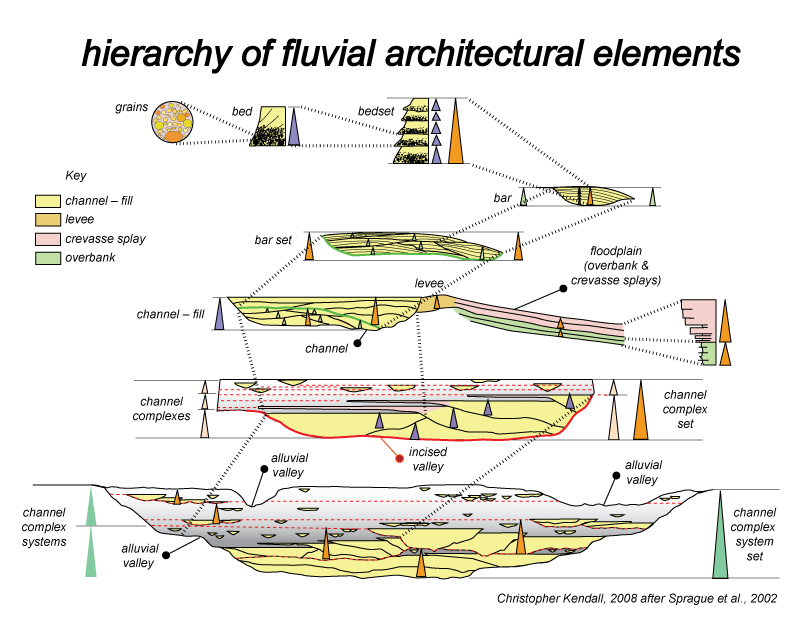 hierarchy of fluvial architectural elements
grains
bed
bedset
Key
channel – fill
levee
crevasse splay
overbank
bar
bar set
floodplain
(overbank &
crevasse splays)
levee
channel – fill
channel
channel
complexes
channel
complex
set
incised
valley
alluvial
valley
alluvial
valley
channel
complex
systems
alluvial
valley
channel
complex
system
set
Christopher Kendall, 2008 after Sprague et al., 2002